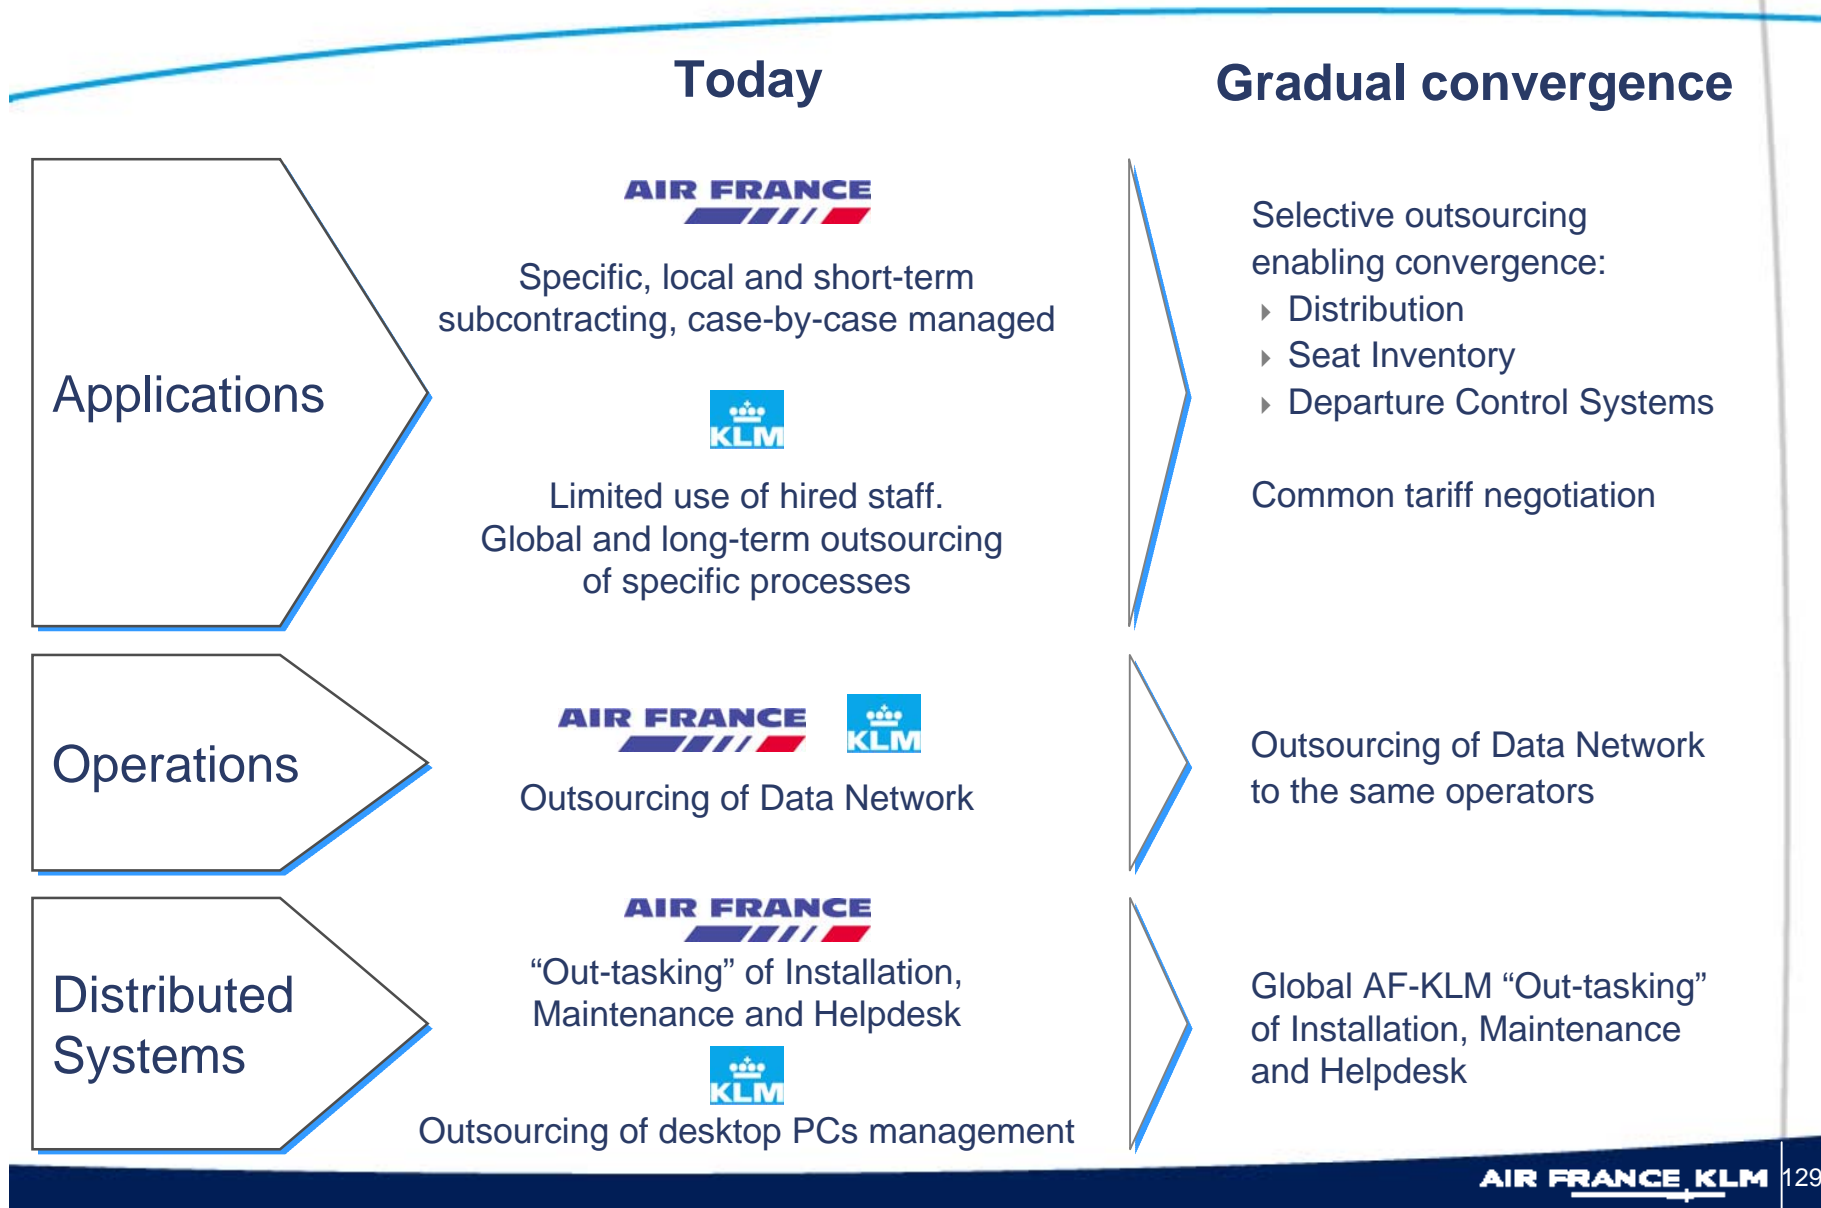 Today
Gradual convergence
Applications
AIR FRANCE
Specific, local and short-term
subcontracting, case-by-case managed
KLM
Limited use of hired staff.
Global and long-term outsourcing
of specific processes
Selective outsourcing
enabling convergence:
Distribution
Seat Inventory
Departure Control Systems
Common tariff negotiation
Operations
AIR FRANCE
KLM
Outsourcing of Data Network
Outsourcing of Data Network
to the same operators
Distributed
Systems
AIR FRANCE
“Out-tasking” of Installation,
Maintenance and Helpdesk
KLM
Outsourcing of desktop PCs management
Global AF-KLM “Out-tasking”
of Installation, Maintenance
and Helpdesk
AIR FRANCE KLM
129